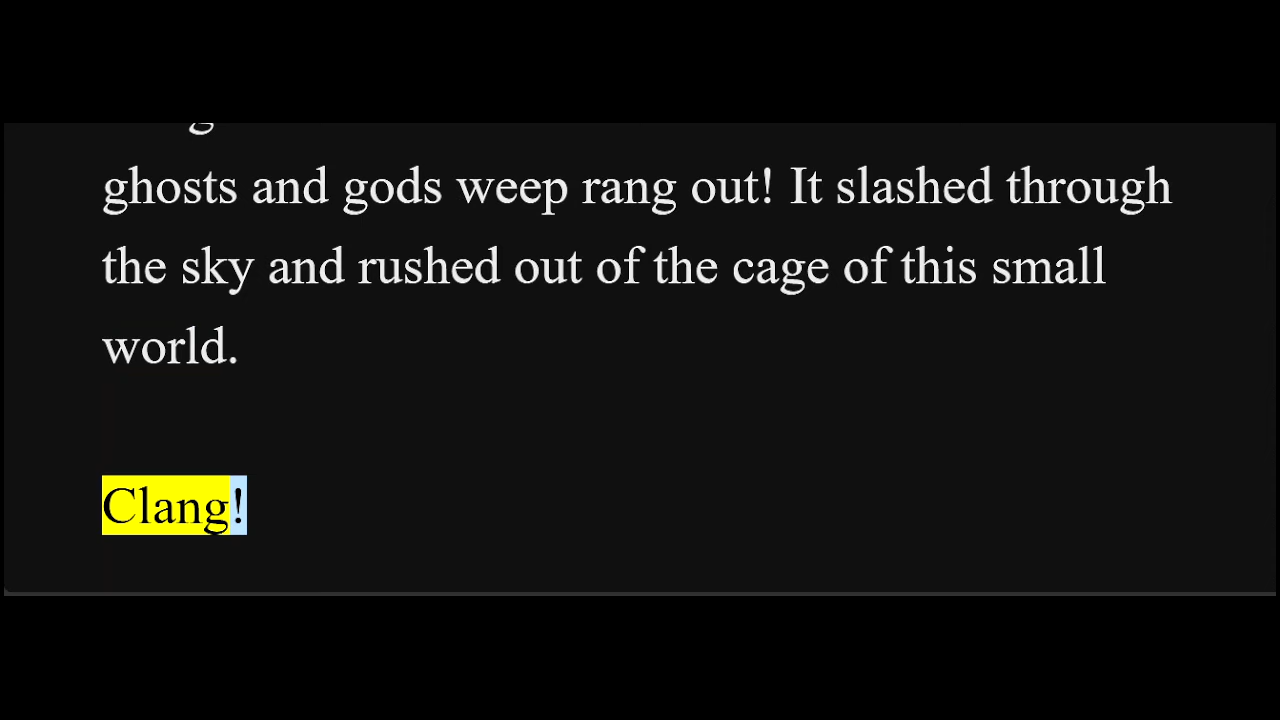 ghosts and gods weep rang out! It slashed through
the sky and rushed out of the cage of this small
world.
Clang!